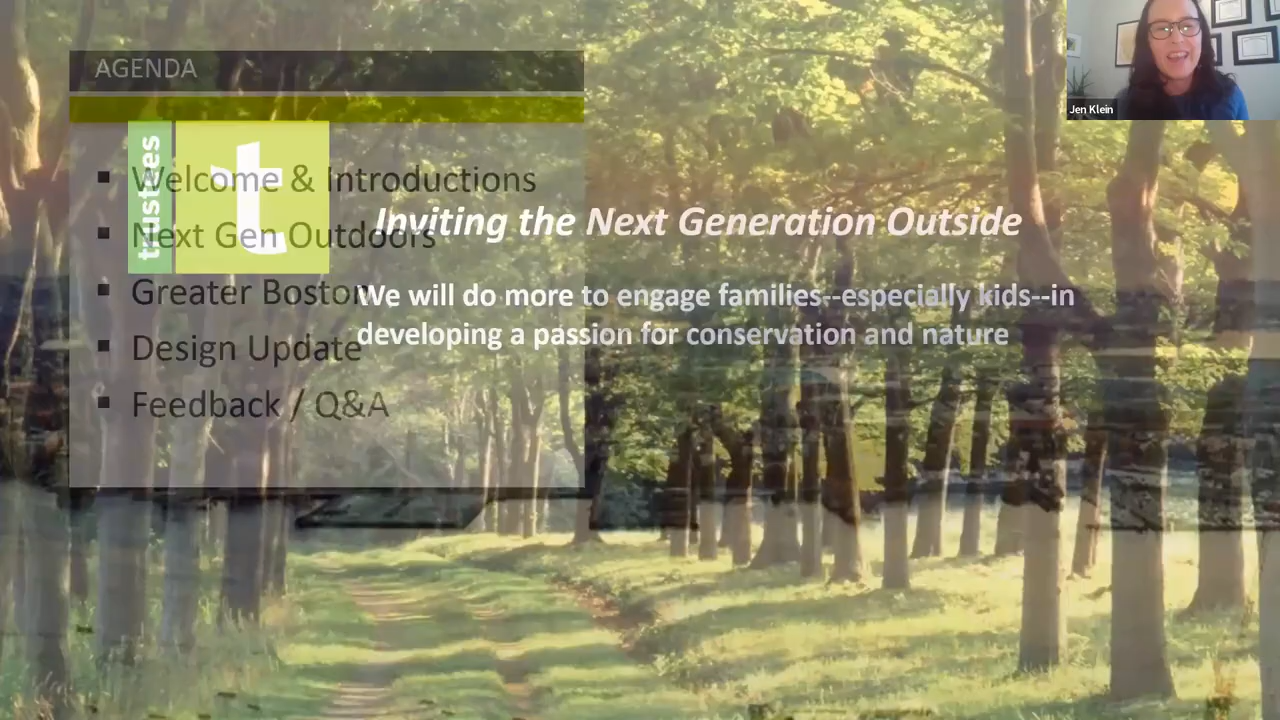 AGENDA
Welcome & Introductions
Next Gen Outdoors
Greater Boston
Design Update
Feedback / Q&A
trustees
t
Inviting the Next Generation Outside
We will do more to engage families--especially kids--in
developing a passion for conservation and nature
Jen Klein